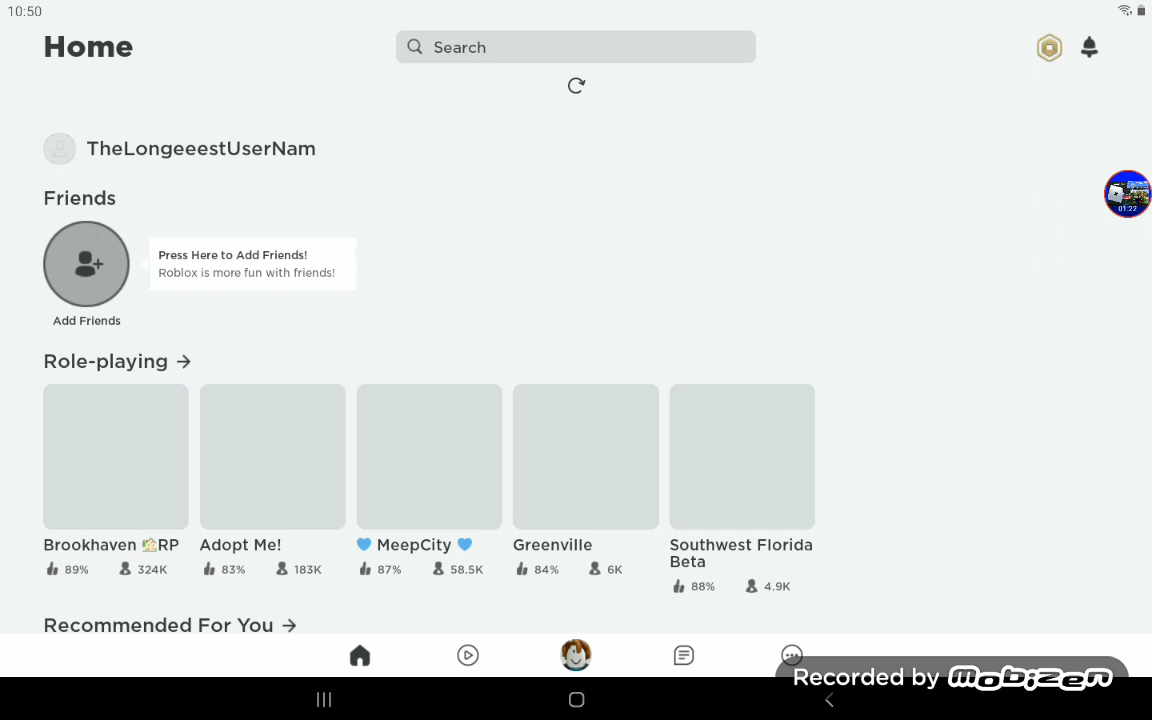 10:50
Home
Search
TheLongeeestUserNam
01:22
Friends
Press Here to Add Friends!
Roblox is more fun with friends!
Add Friends
Role-playing →
Brookhaven 🏡RP
Adopt Me!
💙 MeepCity 💙
Greenville
Southwest Florida
Beta
89% 324K
83% 183K
87% 58.5K
84% 6K
88% 4.9K
Recommended For You →
Recorded by mobizen